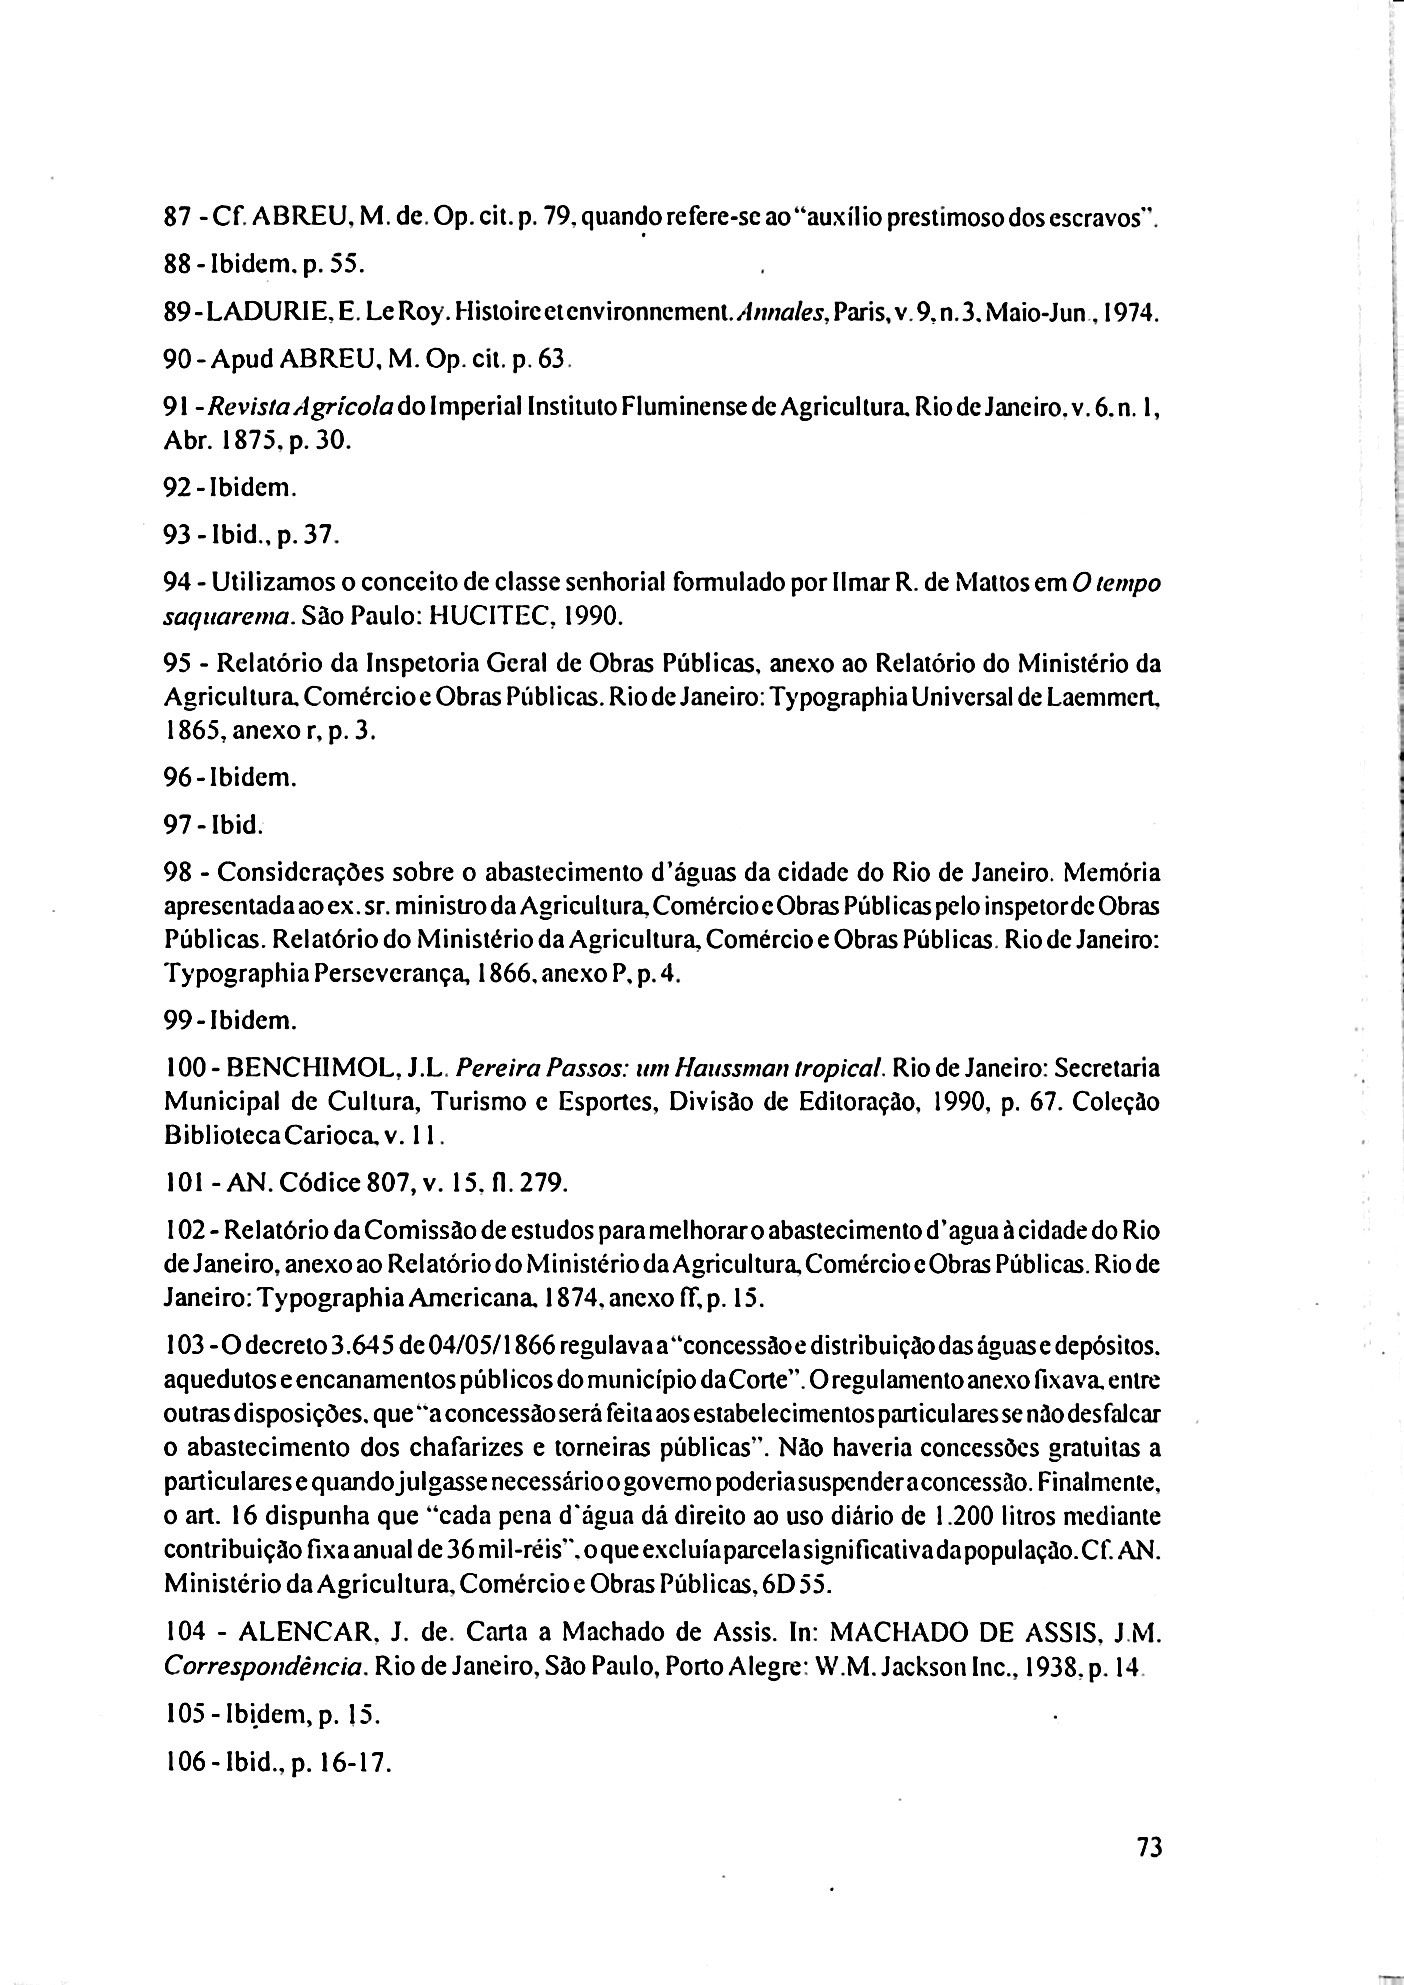 87 - Cf. ABREU, M. de. Op. cit. p. 79, quando refere-se ao “auxílio prestimoso dos escravos”.
88 - Ibidem, p. 55.
89 - LADURIE, E. Le Roy. Histoire et environnement. Annales, Paris, v. 9, n. 3, Maio-Jun., 1974.
90 - Apud ABREU, M. Op. cit. p. 63.
91 - Revista Agrícola do Imperial Instituto Fluminense de Agricultura, Rio de Janeiro, v. 6, n. 1,
Abr. 1875, p. 30.
92 - Ibidem.
93 - Ibid., p. 37.
94 - Utilizamos o conceito de classe senhorial formulado por Ilmar R. de Mattos em O tempo
saquarema. São Paulo: HUCITEC, 1990.
95 - Relatório da Inspetoria Geral de Obras Públicas, anexo ao Relatório do Ministério da
Agricultura, Comércio e Obras Públicas. Rio de Janeiro: Typographia Universal de Laemmert,
1865, anexo r, p. 3.
96 - Ibidem.
97 - Ibid.
98 - Considerações sobre o abastecimento d’águas da cidade do Rio de Janeiro. Memória
apresentada ao ex. sr. ministro da Agricultura, Comércio e Obras Públicas pelo inspetor de Obras
Públicas. Relatório do Ministério da Agricultura, Comércio e Obras Públicas. Rio de Janeiro:
Typographia Perseverança, 1866, anexo P, p. 4.
99 - Ibidem.
100 - BENCHIMOL, J.L. Pereira Passos: um Haussman tropical. Rio de Janeiro: Secretaria
Municipal de Cultura, Turismo e Esportes, Divisão de Editoração, 1990, p. 67. Coleção
Biblioteca Carioca, v. 11.
101 - AN. Códice 807, v. 15, fl. 279.
102 - Relatório da Comissão de estudos para melhorar o abastecimento d’agua à cidade do Rio
de Janeiro, anexo ao Relatório do Ministério da Agricultura, Comércio e Obras Públicas. Rio de
Janeiro: Typographia Americana, 1874, anexo ff, p. 15.
103 - O decreto 3.645 de 04/05/1866 regulava a “concessão e distribuição das águas e depósitos,
aquedutos e encanamentos públicos do município da Corte”. O regulamento anexo fixava, entre
outras disposições, que “a concessão será feita aos estabelecimentos particulares se não desfalcar
o abastecimento dos chafarizes e torneiras públicas”. Não haveria concessões gratuitas a
particulares e quando julgasse necessário o governo poderia suspender a concessão. Finalmente,
o art. 16 dispunha que “cada pena d’água dá direito ao uso diário de 1.200 litros mediante
contribuição fixa anual de 36 mil-réis”, o que excluía parcela significativa da população. Cf. AN.
Ministério da Agricultura, Comércio e Obras Públicas, 6D 55.
104 - ALENCAR, J. de. Carta a Machado de Assis. In: MACHADO DE ASSIS, J.M.
Correspondência. Rio de Janeiro, São Paulo, Porto Alegre: W.M. Jackson Inc., 1938, p. 14.
105 - Ibidem, p. 15.
106 - Ibid., p. 16-17.
73